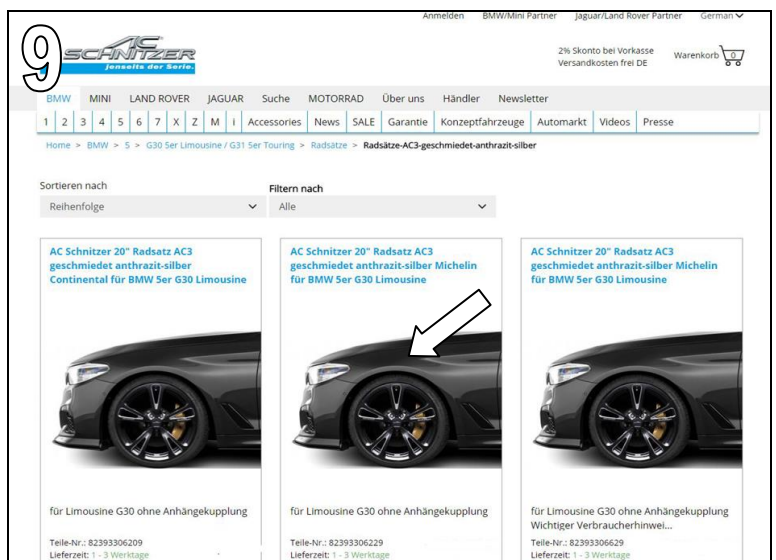 Anmelden BMW/Mini Partner Jaguar/Land Rover Partner German
9
AC
SCHNITZER
Jenseits der Serie.
2% Skonto bei Vorkasse
Versandkosten frei DE
Warenkorb 0
BMW MINI LAND ROVER JAGUAR Suche MOTORRAD Über uns Händler Newsletter
1 2 3 4 5 6 7 X Z M i Accessories News SALE Garantie Konzeptfahrzeuge Automarkt Videos Presse
Home > BMW > 5 > G30 5er Limousine / G31 5er Touring > Radsätze > Radsätze-AC3-geschmiedet-anthrazit-silber
Sortieren nach
Filtern nach
Reihenfolge
Alle
AC Schnitzer 20" Radsatz AC3
geschmiedet anthrazit-silber
Continental für BMW 5er G30 Limousine
für Limousine G30 ohne Anhängekupplung
Teile-Nr.: 82393306209
Lieferzeit: 1 - 3 Werktage
AC Schnitzer 20" Radsatz AC3
geschmiedet anthrazit-silber Michelin
für BMW 5er G30 Limousine
für Limousine G30 ohne Anhängekupplung
Teile-Nr.: 82393306229
Lieferzeit: 1 - 3 Werktage
AC Schnitzer 20" Radsatz AC3
geschmiedet anthrazit-silber Michelin
für BMW 5er G30 Limousine
für Limousine G30 ohne Anhängekupplung
Wichtiger Verbraucherhinwei...
Teile-Nr.: 82393306629
Lieferzeit: 1 - 3 Werktage